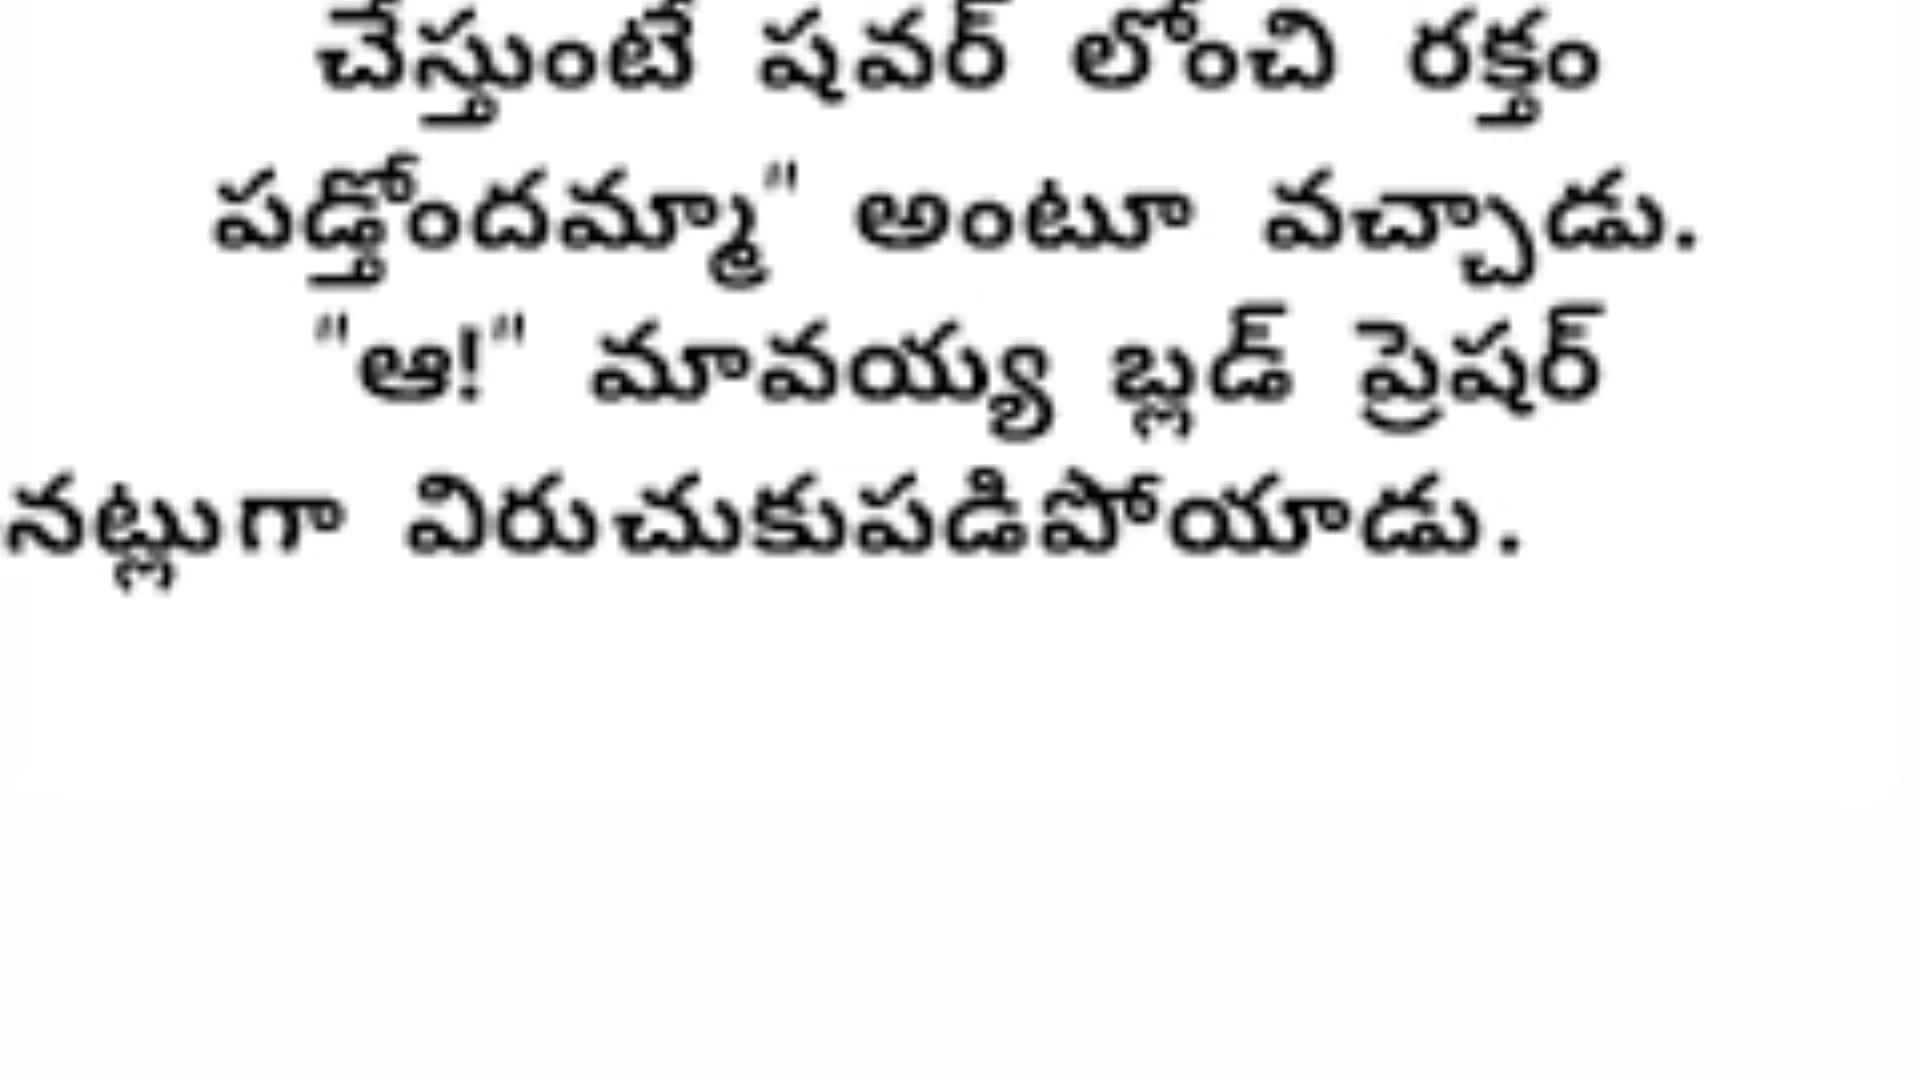 చేస్తుంటే షవర్ లోంచి రక్తం
పడ్తోందమ్మా" అంటూ వచ్చాడు.
"ఆ!" మావయ్య బ్లడ్ ప్రెషర్
నట్లుగా విరుచుకుపడిపోయాడు.